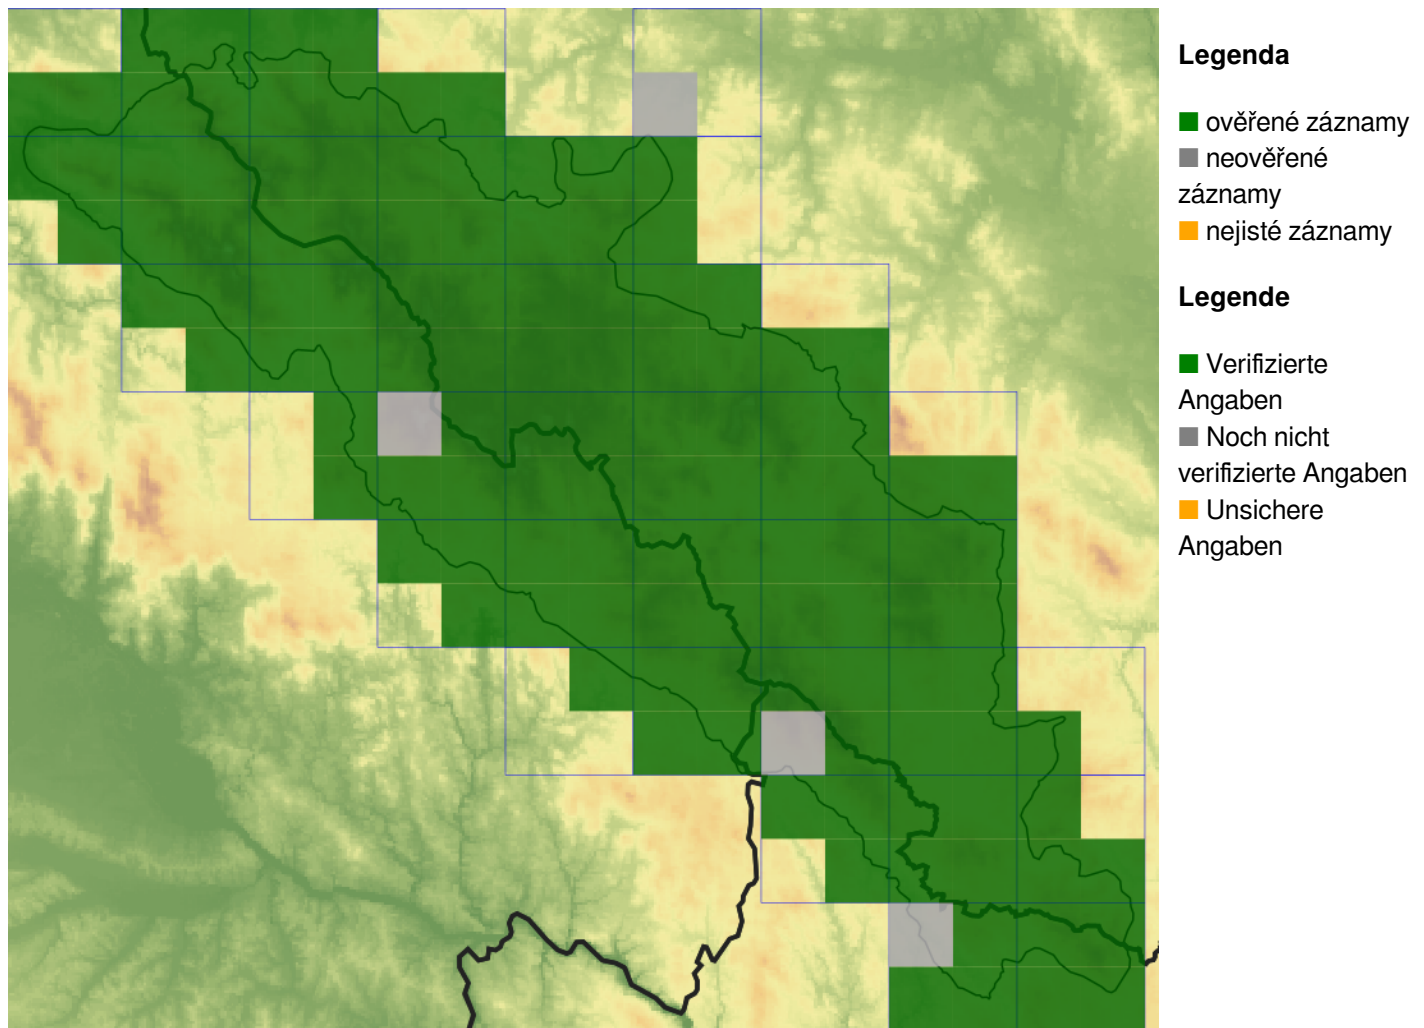 Legenda
ověřené záznamy
neověřené
záznamy
nejisté záznamy
Legende
Verifizierte
Angaben
Noch nicht
verifizierte Angaben
Unsichere
Angaben